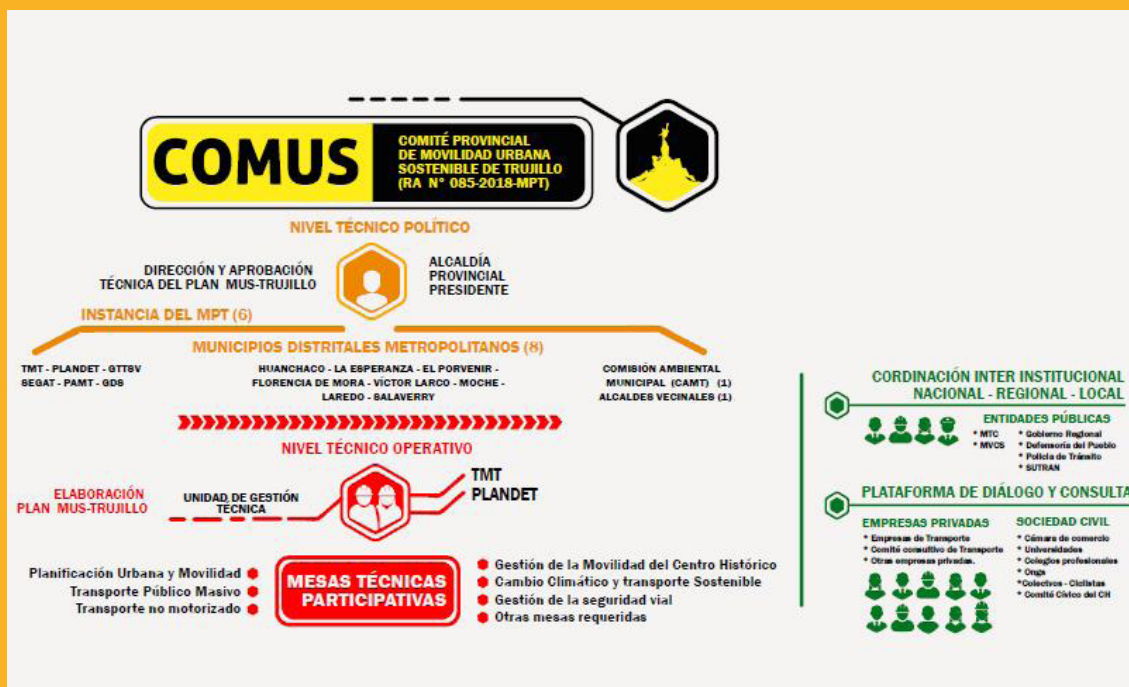 COMUS
COMITÉ PROVINCIAL
DE MOVILIDAD URBANA
SOSTENIBLE DE TRUJILLO
(RA N° 085-2018-MPT)
NIVEL TÉCNICO POLÍTICO
DIRECCIÓN Y APROBACIÓN
TÉCNICA DEL PLAN MUS-TRUJILLO
ALCALDÍA
PROVINCIAL
PRESIDENTE
INSTANCIA DEL MPT (6)
MUNICIPIOS DISTRITALES METROPOLITANOS (8)
TMT - PLANDET - GTTSV
SEGAT - PAMT - GDS
HUANCHACO - LA ESPERANZA - EL PORVENIR -
FLORENCIA DE MORA - VÍCTOR LARCO - MOCHE -
LAREDO - SALAVERRY
COMISIÓN AMBIENTAL
MUNICIPAL (CAMT) (1)
ALCALDES VECINALES (1)
NIVEL TÉCNICO OPERATIVO
ELABORACIÓN
PLAN MUS-TRUJILLO
UNIDAD DE GESTIÓN
TÉCNICA
TMT
PLANDET
Planificación Urbana y Movilidad
Transporte Público Masivo
Transporte no motorizado
MESAS TÉCNICAS
PARTICIPATIVAS
Gestión de la Movilidad del Centro Histórico
Cambio Climático y transporte Sostenible
Gestión de la seguridad vial
Otras mesas requeridas
CORDINACIÓN INTER INSTITUCIONAL
NACIONAL - REGIONAL - LOCAL
ENTIDADES PÚBLICAS
* MTC
* MVCS
* Gobierno Regional
* Defensoría del Pueblo
* Policía de Tránsito
* SUTRAN
PLATAFORMA DE DIÁLOGO Y CONSULTA
EMPRESAS PRIVADAS
* Empresas de Transporte
* Comité consultivo de Transporte
* Otras empresas privadas.
SOCIEDAD CIVIL
* Cámara de comercio
* Universidades
* Colegios profesionales
* Ongs
*Colectivos - Ciclistas
* Comité Cívico del CH